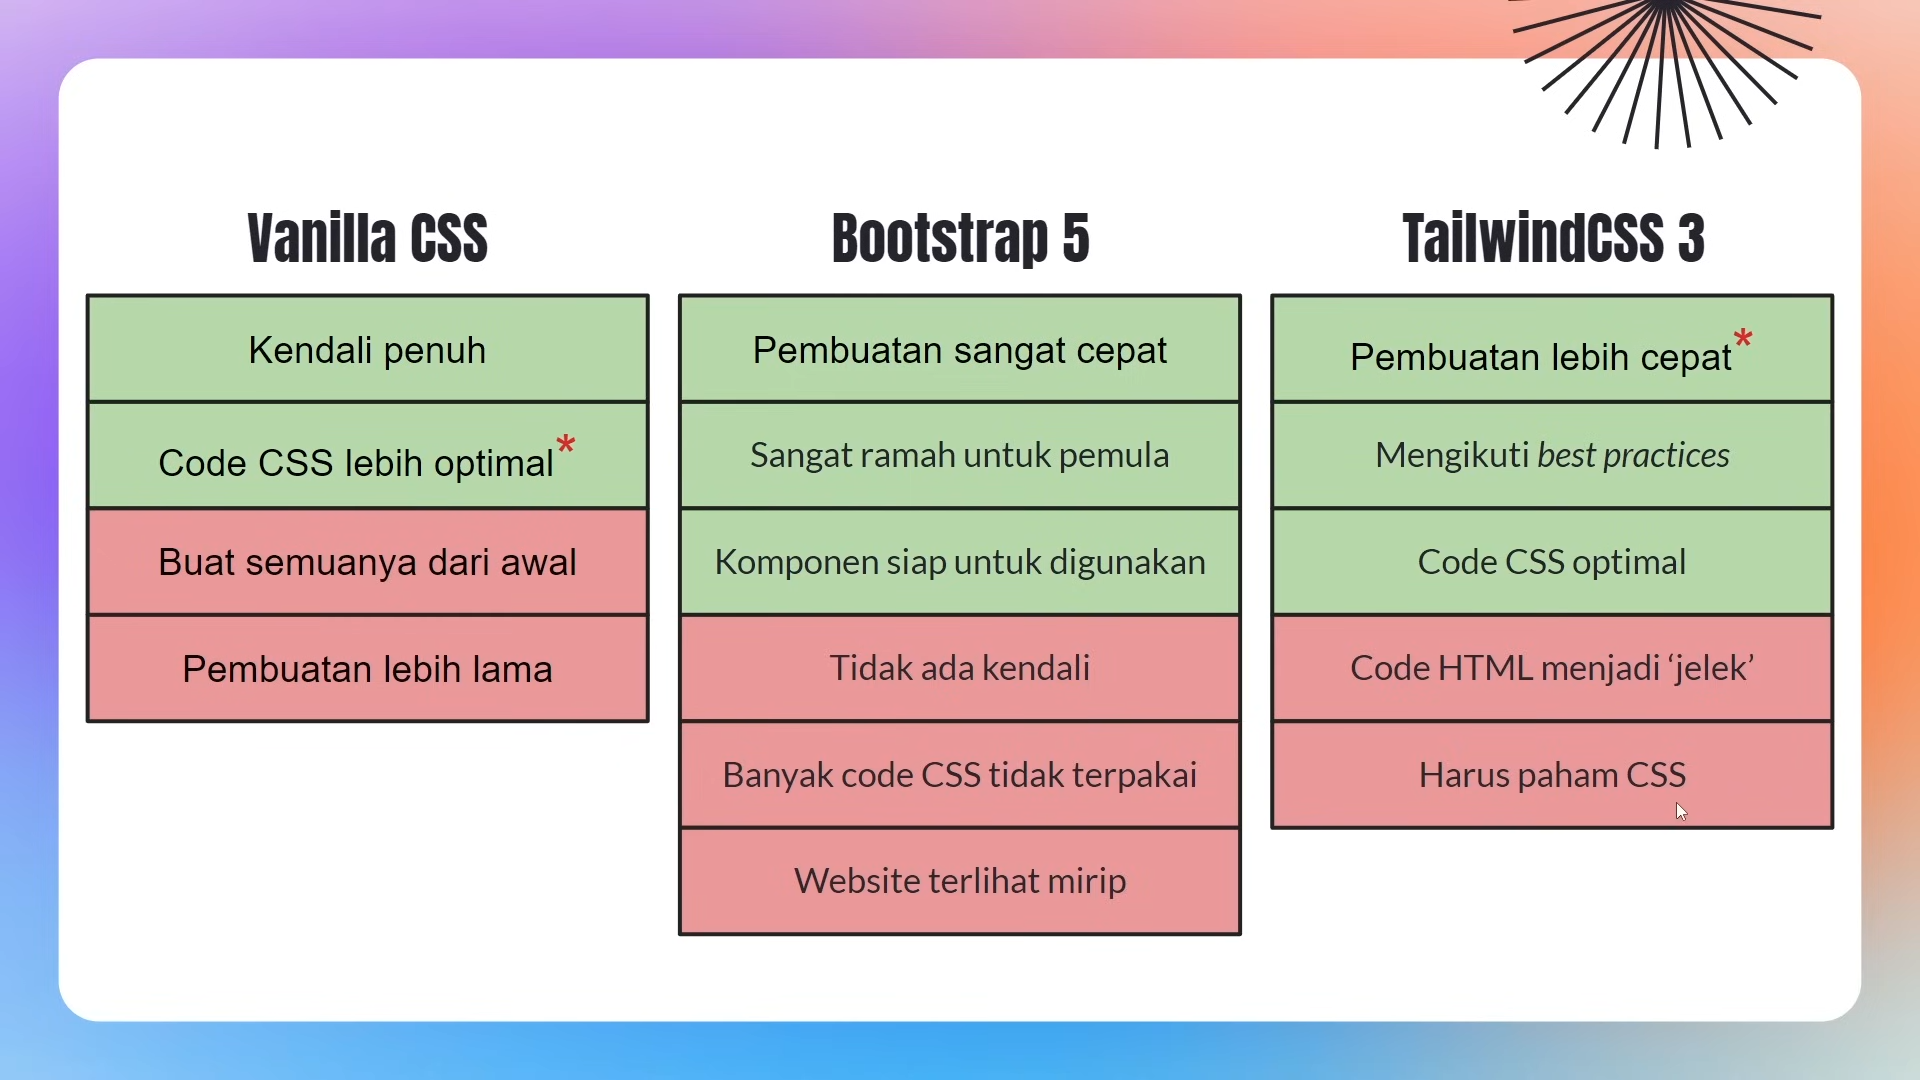 Vanilla CSS
Kendali penuh
Code CSS lebih optimal*
Buat semuanya dari awal
Pembuatan lebih lama
Bootstrap 5
Pembuatan sangat cepat
Sangat ramah untuk pemula
Komponen siap untuk digunakan
Tidak ada kendali
Banyak code CSS tidak terpakai
Website terlihat mirip
TailwindCSS 3
Pembuatan lebih cepat*
Mengikuti best practices
Code CSS optimal
Code HTML menjadi ‘jelek’
Harus paham CSS